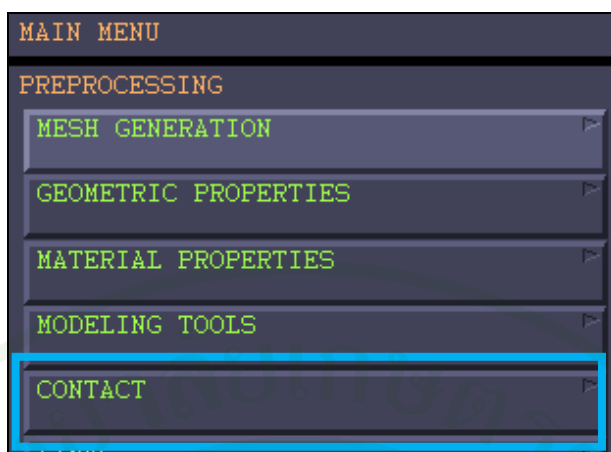 MAIN MENU
PREPROCESSING
MESH GENERATION
GEOMETRIC PROPERTIES
MATERIAL PROPERTIES
MODELING TOOLS
CONTACT